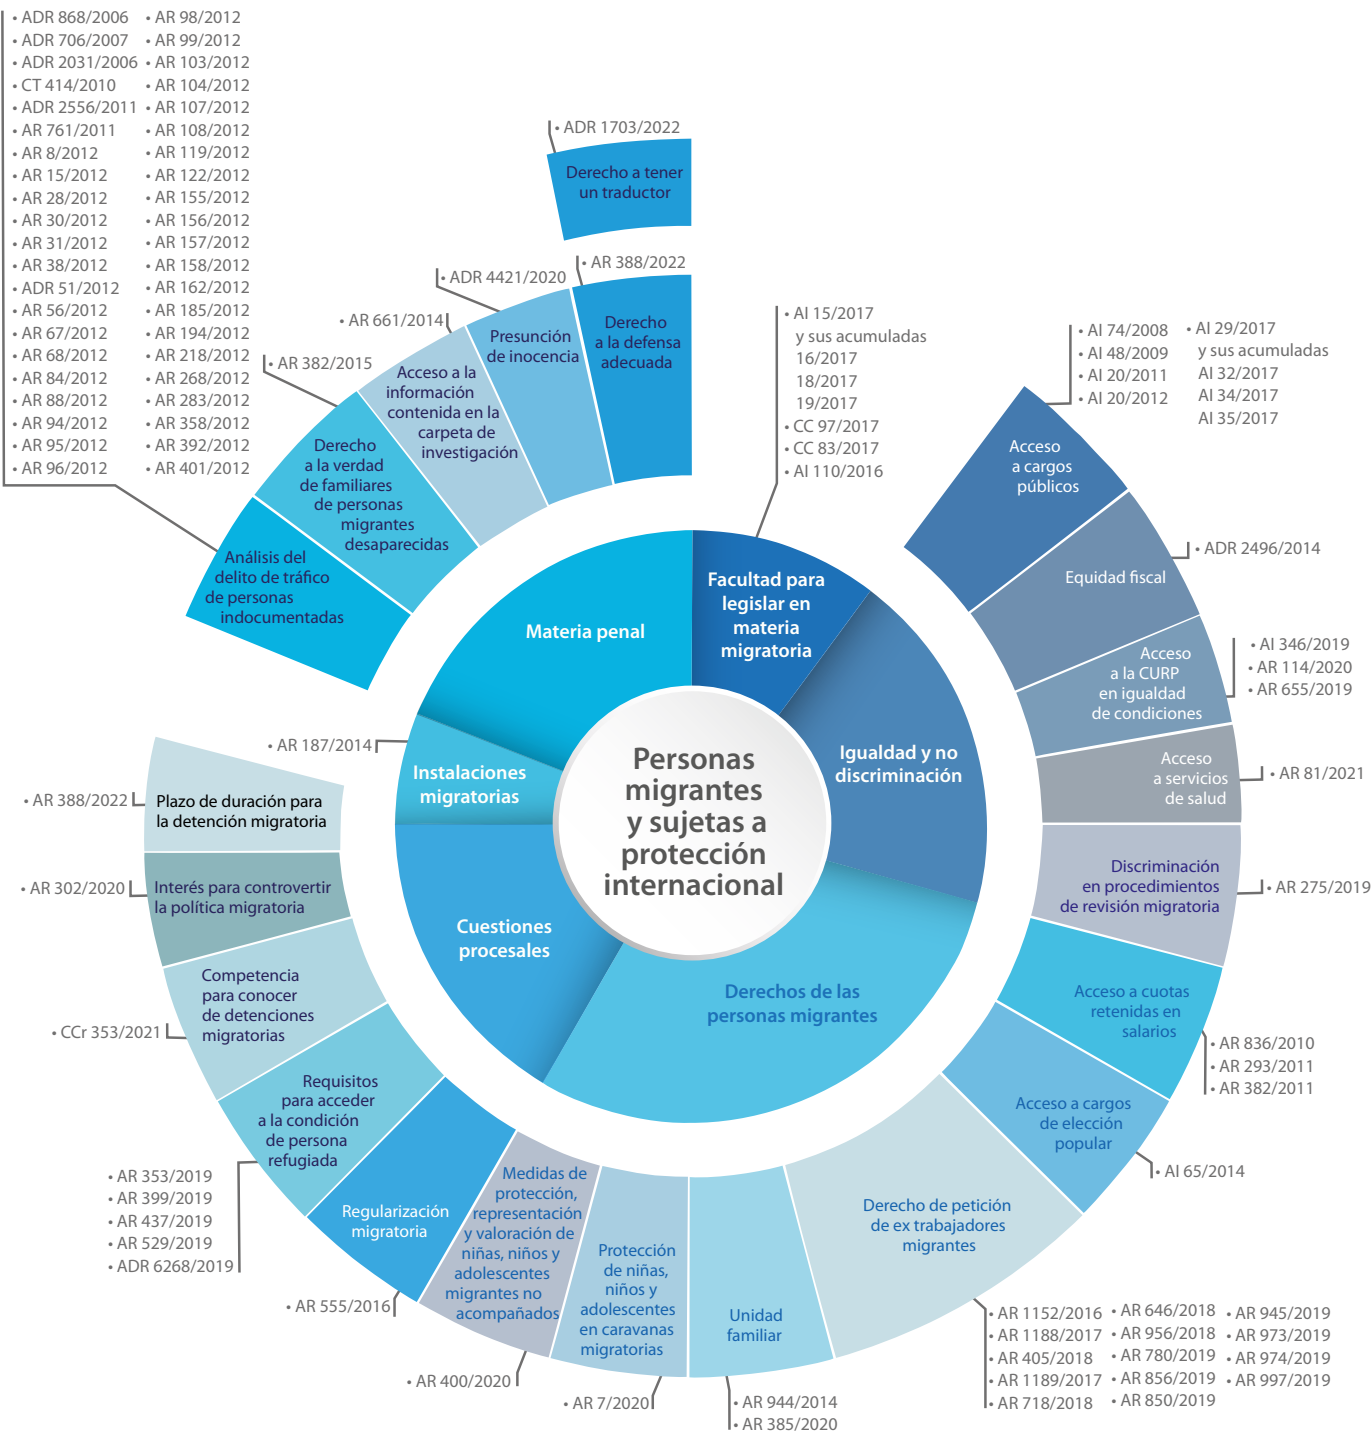 • ADR 868/2006
• ADR 706/2007
• ADR 2031/2006
• CT 414/2010
• ADR 2556/2011
• AR 761/2011
• AR 8/2012
• AR 15/2012
• AR 28/2012
• AR 30/2012
• AR 31/2012
• AR 38/2012
• ADR 51/2012
• AR 56/2012
• AR 67/2012
• AR 68/2012
• AR 84/2012
• AR 88/2012
• AR 94/2012
• AR 95/2012
• AR 96/2012
• AR 98/2012
• AR 99/2012
• AR 103/2012
• AR 104/2012
• AR 107/2012
• AR 108/2012
• AR 119/2012
• AR 122/2012
• AR 155/2012
• AR 156/2012
• AR 157/2012
• AR 158/2012
• AR 162/2012
• AR 185/2012
• AR 194/2012
• AR 218/2012
• AR 268/2012
• AR 283/2012
• AR 358/2012
• AR 392/2012
• AR 401/2012
Análisis del
delito de tráfico
de personas
indocumentadas
• AR 382/2015
Derecho
a la verdad
de familiares
de personas
migrantes
desaparecidas
• AR 661/2014
Acceso a la
información
contenida en la
carpeta de
investigación
• ADR 4421/2020
Presunción
de inocencia
• AR 388/2022
Derecho
a la defensa
adecuada
• ADR 1703/2022
Derecho a tener
un traductor
• AI 15/2017
y sus acumuladas
16/2017
18/2017
19/2017
• CC 97/2017
• CC 83/2017
• AI 110/2016
• AI 74/2008
• AI 48/2009
• AI 20/2011
• AI 20/2012
• AI 29/2017
y sus acumuladas
AI 32/2017
AI 34/2017
AI 35/2017
Acceso
a cargos
públicos
• ADR 2496/2014
Equidad fiscal
• AI 346/2019
• AR 114/2020
• AR 655/2019
Acceso
a la CURP
en igualdad
de condiciones
• AR 81/2021
Acceso
a servicios
de salud
• AR 275/2019
Discriminación
en procedimientos
de revisión migratoria
Acceso a cuotas
retenidas en
salarios
• AR 836/2010
• AR 293/2011
• AR 382/2011
Acceso a cargos
de elección
popular
• AI 65/2014
Derecho de petición
de ex trabajadores
migrantes
• AR 1152/2016
• AR 1188/2017
• AR 405/2018
• AR 1189/2017
• AR 718/2018
• AR 646/2018
• AR 956/2018
• AR 780/2019
• AR 856/2019
• AR 850/2019
• AR 945/2019
• AR 973/2019
• AR 974/2019
• AR 997/2019
Unidad
familiar
• AR 944/2014
• AR 385/2020
Protección
de niñas,
niños y
adolescentes
en caravanas
migratorias
• AR 7/2020
Medidas de
protección,
representación
y valoración de
niñas, niños y
adolescentes
migrantes no
acompañados
• AR 400/2020
Regularización
migratoria
• AR 555/2016
Requisitos
para acceder
a la condición
de persona
refugiada
• AR 353/2019
• AR 399/2019
• AR 437/2019
• AR 529/2019
• ADR 6268/2019
Competencia
para conocer
de detenciones
migratorias
• CCr 353/2021
Interés para controvertir
la política migratoria
• AR 302/2020
Plazo de duración para
la detención migratoria
• AR 388/2022
• AR 187/2014
Materia penal
Facultad para
legislar en
materia
migratoria
Igualdad y no
discriminación
Derechos de las
personas migrantes
Cuestiones
procesales
Instalaciones
migratorias
Personas
migrantes
y sujetas a
protección
internacional